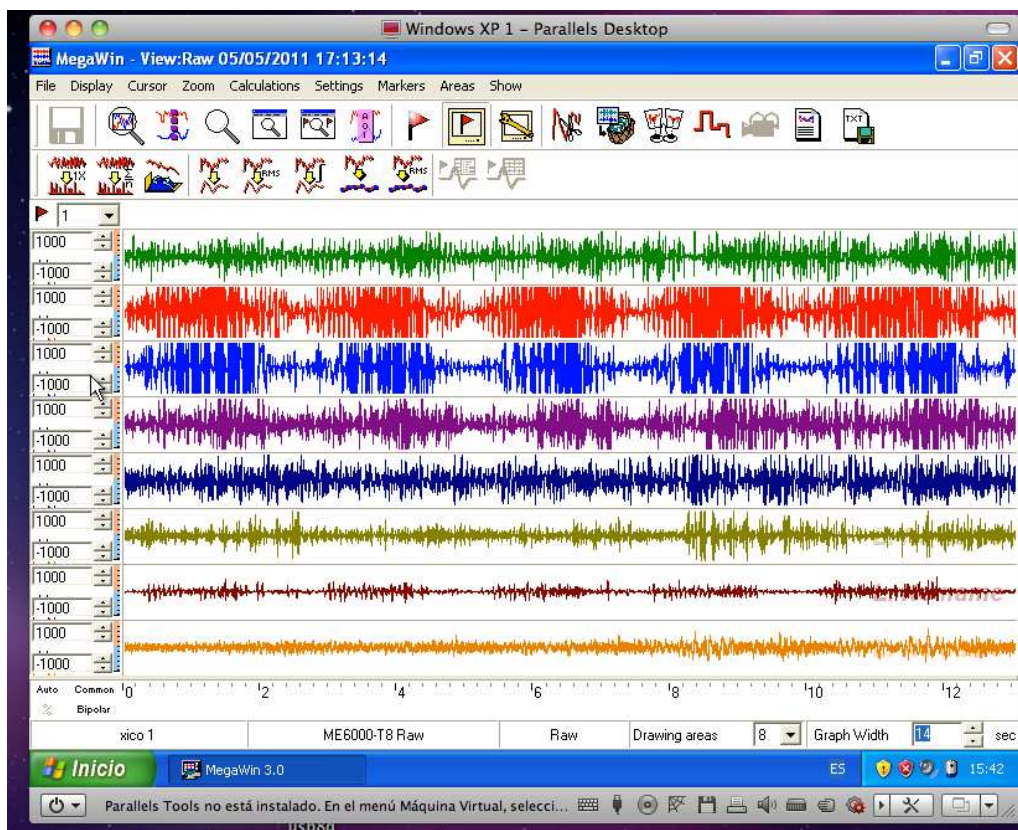 Windows XP 1 - Parallels Desktop
MegaWin - View:Raw 05/05/2011 17:13:14
File Display Cursor Zoom Calculations Settings Markers Areas Show
1X
RMS
RMS
TXT
1
1000
-1000
1000
-1000
1000
-1000
1000
-1000
1000
-1000
1000
-1000
1000
-1000
1000
-1000
Auto Common 0 2 4 6 8 10 12
% Bipolar
xico 1 ME6000-T8 Raw Raw Drawing areas 8 Graph Width 14 sec
Inicio MegaWin 3.0 ES 15:42
Parallels Tools no está instalado. En el menú Máquina Virtual, selecci...